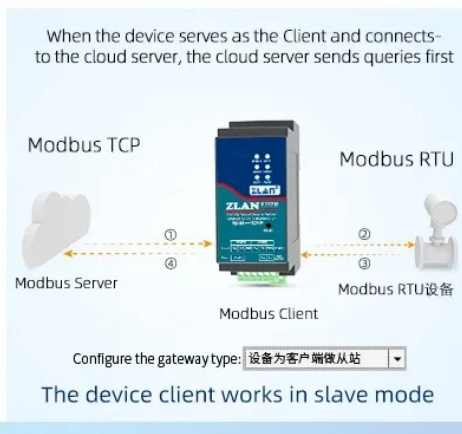 When the device serves as the Client and connects-
to the cloud server, the cloud server sends queries first
Modbus TCP
Modbus RTU
ZLAN
ZLAN
①
②
④
③
Modbus Server
Modbus RTU设备
Modbus Client
Configure the gateway type: 设备为客户端做从站
The device client works in slave mode